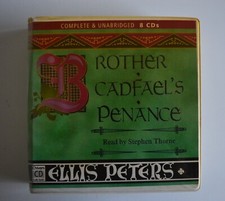 COMPLETE & UNABRIDGED 8 CDs
BROTHER
CADFAEL'S
PENANCE
Read by Stephen Thorne
ELLIS PETERS